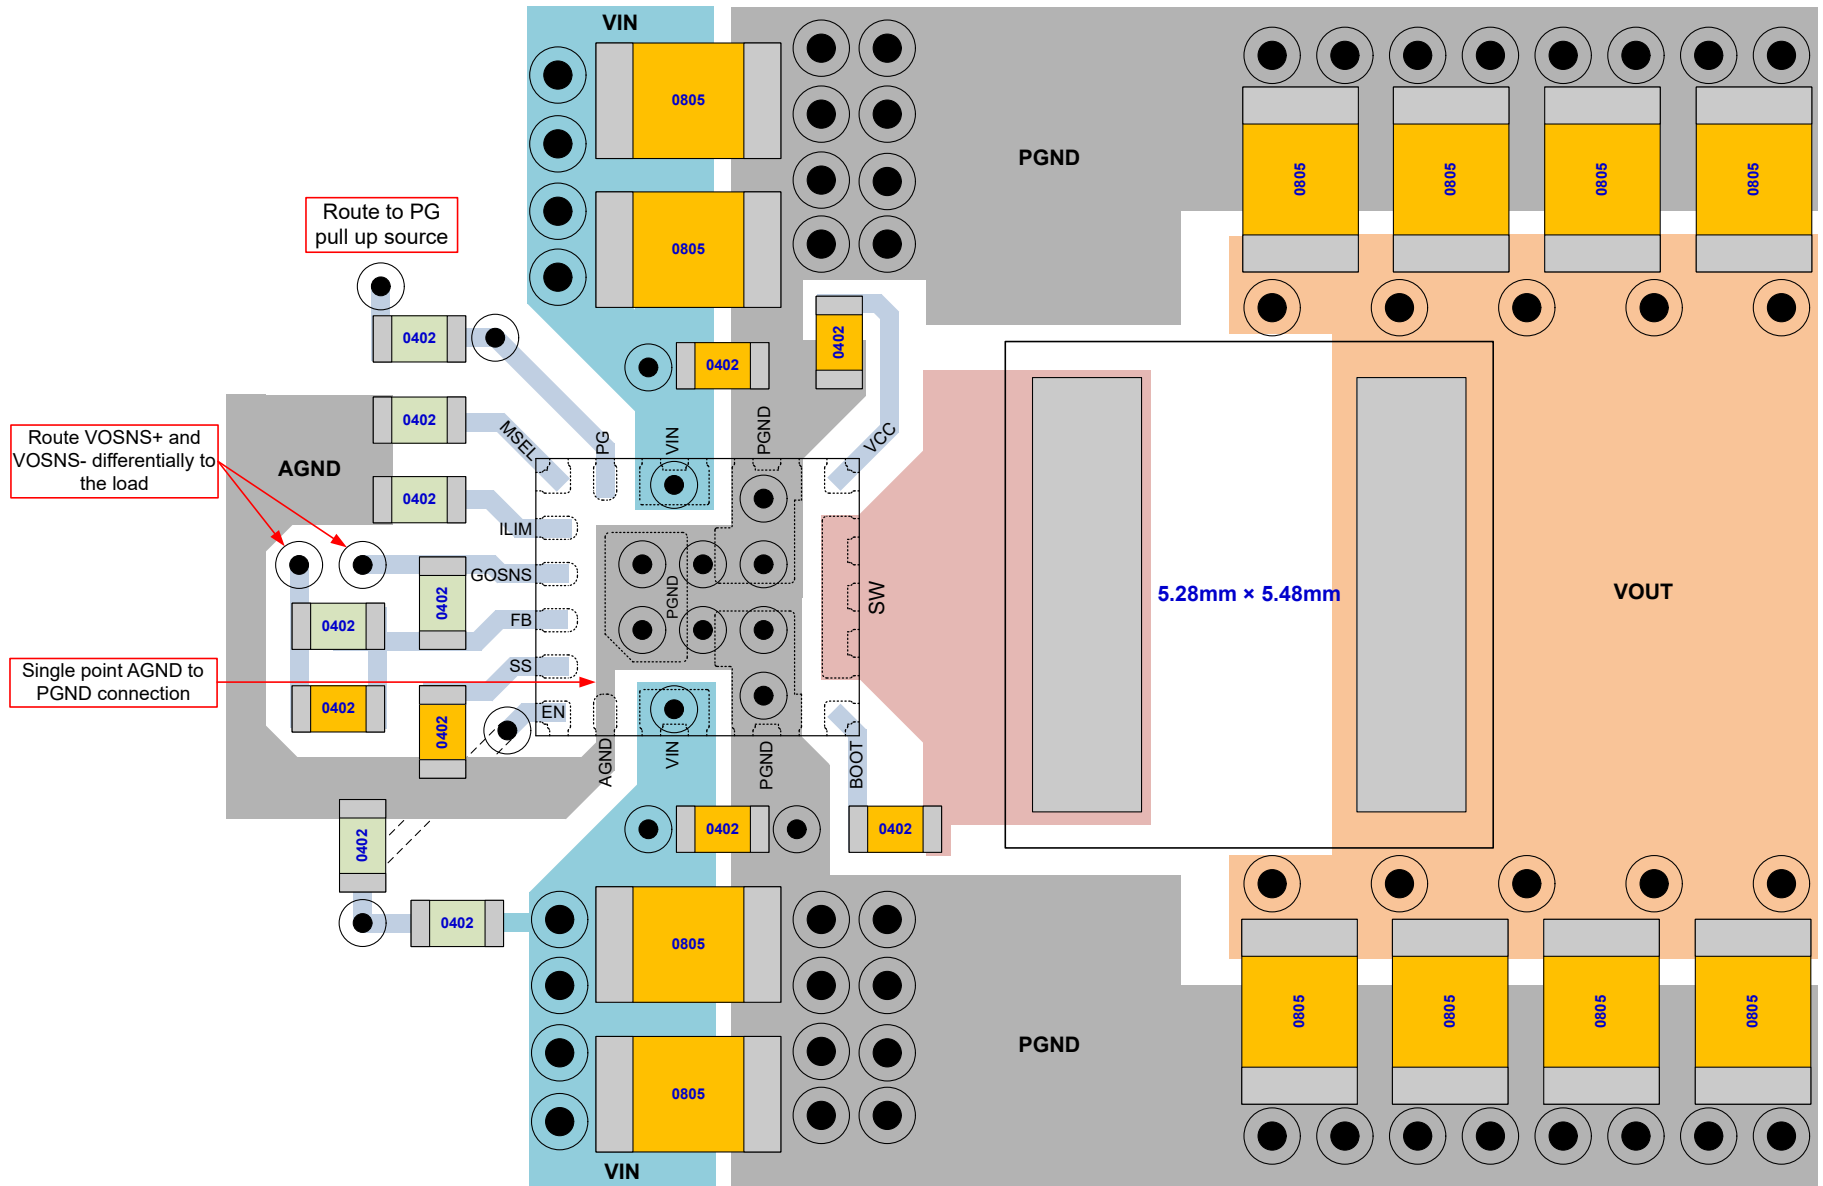 VIN
0805
0805
PGND
0805
0805
0805
0805
Route to PG
pull up source
0402
0402
0402
0402
MSEL
PG
VIN
PGND
VCC
Route VOSNS+ and
VOSNS- differentially to
the load
AGND
0402
ILIM
GOSNS
0402
FB
0402
PGND
SW
5.28mm × 5.48mm
VOUT
Single point AGND to
PGND connection
SS
EN
0402
0402
AGND
VIN
PGND
BOOT
0402
0402
0402
0402
0805
0805
VIN
PGND
0805
0805
0805
0805